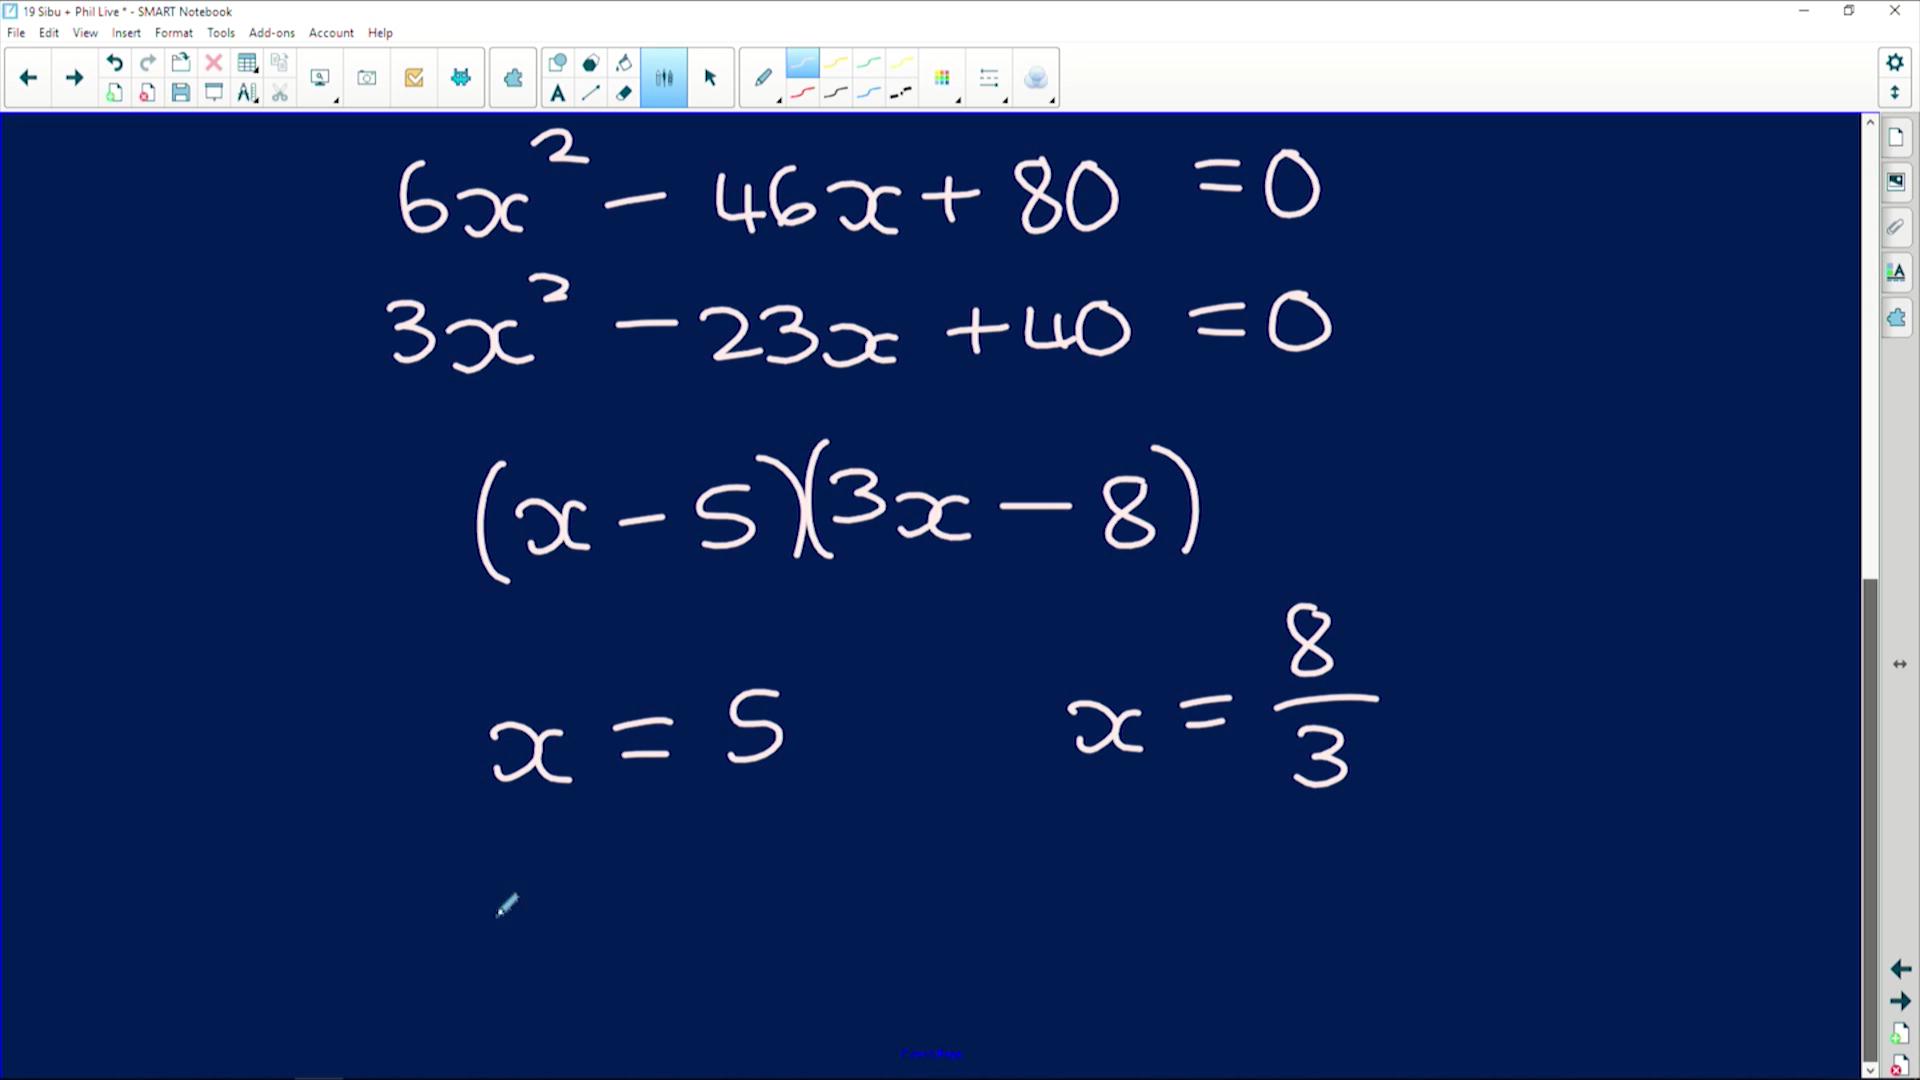 19 Sibu + Phil Live * - SMART Notebook
File Edit View Insert Format Tools Add-ons Account Help
6x² - 46x + 80 = 0
3x² - 23x + 40 = 0
(x - 5)(3x - 8)
x = 5 x = 8/3